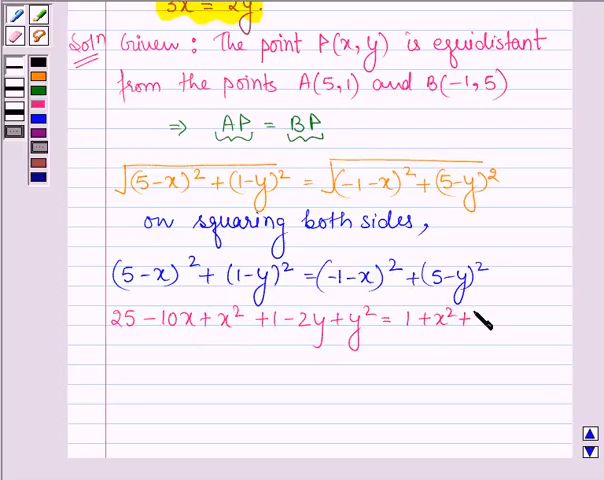 3x = 2y.
Soln Given : The point P(x, y) is equidistant
from the points A(5, 1) and B(-1, 5)
⇒ AP = BP
√(5-x)² + (1-y)² = √(-1-x)² + (5-y)²
on squaring both sides,
(5-x)² + (1-y)² = (-1-x)² + (5-y)²
25 - 10x + x² + 1 - 2y + y² = 1 + x² +